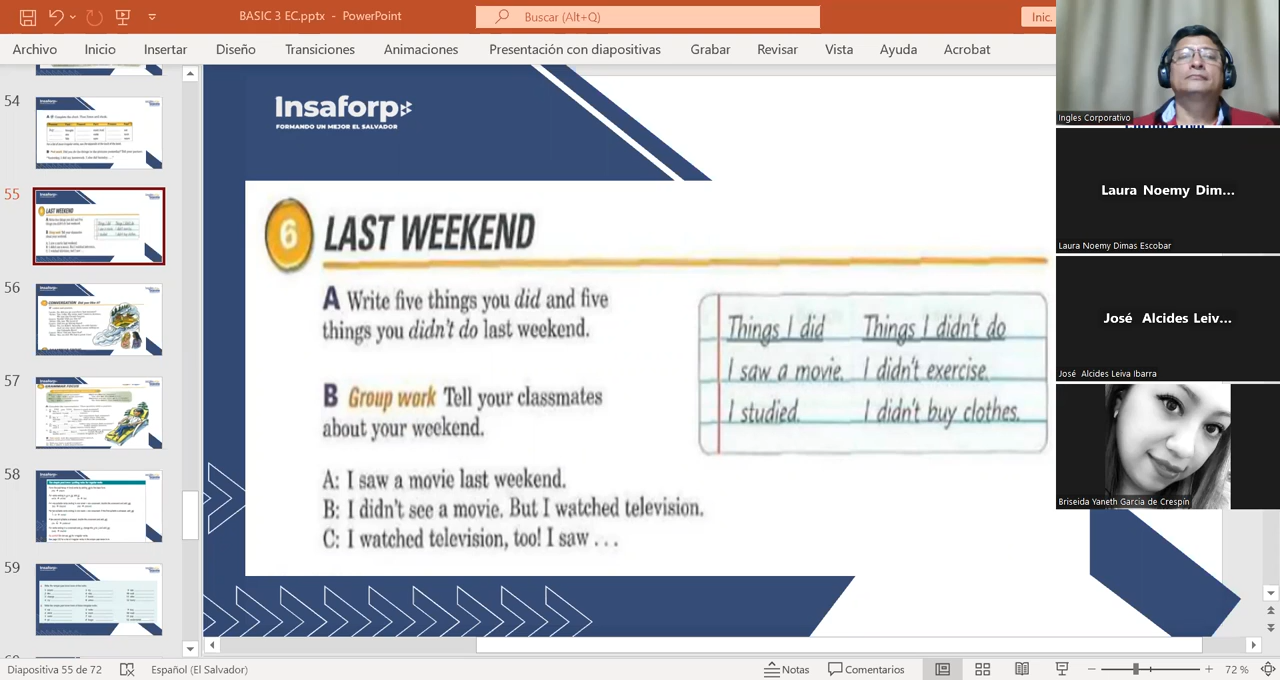 BASIC 3 EC.pptx - PowerPoint
Buscar (Alt+Q)
Inic.
Archivo Inicio Insertar Diseño Transiciones Animaciones Presentación con diapositivas Grabar Revisar Vista Ayuda Acrobat
54
55
LAST WEEKEND
56
57
58
59
Insaforp
FORMANDO UN MEJOR EL SALVADOR
6 LAST WEEKEND
A Write five things you did and five
things you didn't do last weekend.
B Group work Tell your classmates
about your weekend.
A: I saw a movie last weekend.
B: I didn't see a movie. But I watched television.
C: I watched television, too! I saw . . .
Things I did Things I didn't do
I saw a movie. I didn't exercise.
I studied. I didn't buy clothes.
Ingles Corporativo
Laura Noemy Dim...
Laura Noemy Dimas Escobar
José Alcides Leiv...
José Alcides Leiva Ibarra
Briseida Yaneth Garcia de Crespin
Diapositiva 55 de 72 Español (El Salvador) Notas Comentarios 72 %